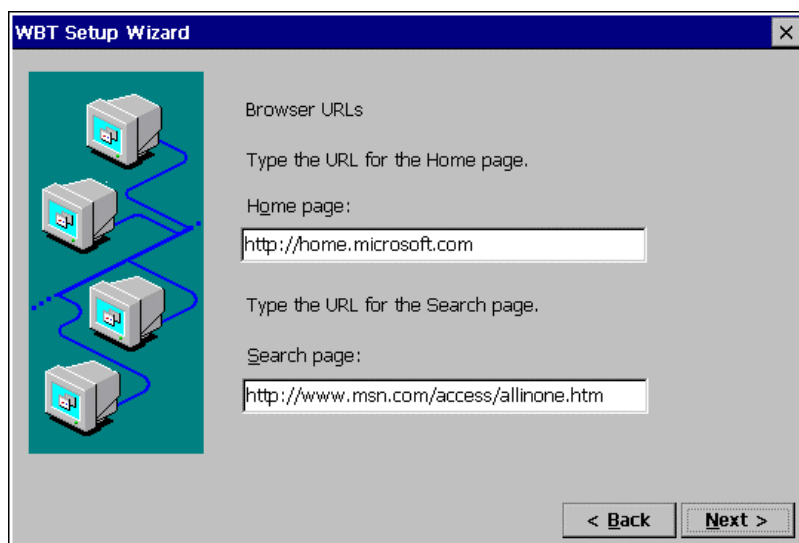 WBT Setup Wizard
Browser URLs
Type the URL for the Home page.
Home page:
http://home.microsoft.com
Type the URL for the Search page.
Search page:
http://www.msn.com/access/allinone.htm
< Back
Next >